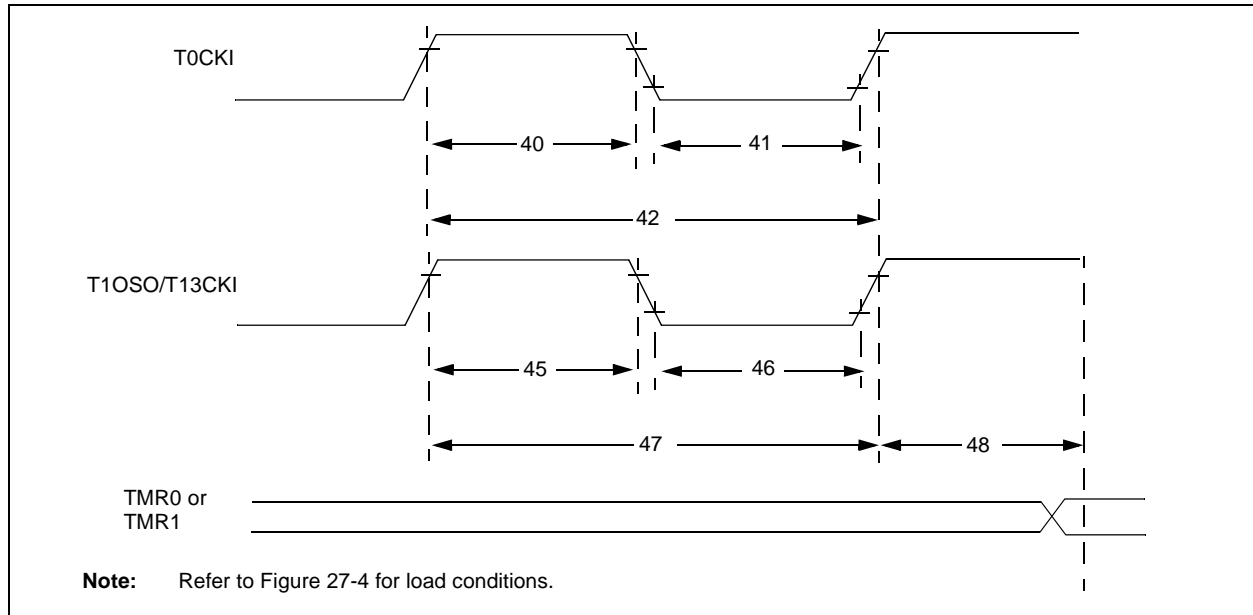 T0CKI
40
41
42
T1OSO/T13CKI
45
46
47
48
TMR0 or
TMR1
Note: Refer to Figure 27-4 for load conditions.